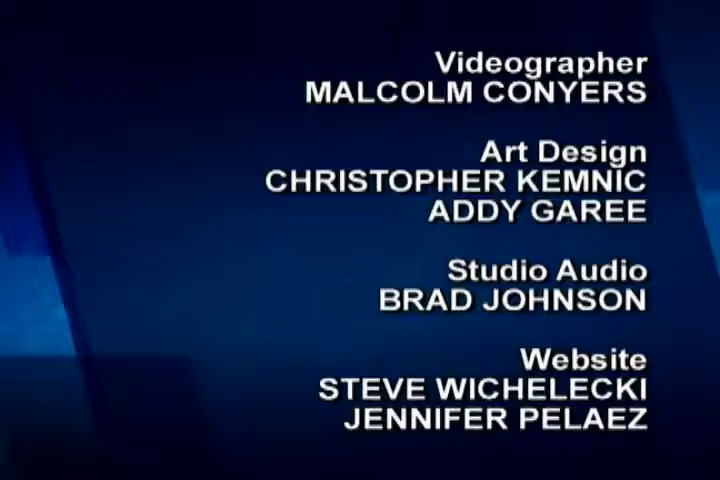 Videographer
MALCOLM CONYERS
Art Design
CHRISTOPHER KEMNIC
ADDY GAREE
Studio Audio
BRAD JOHNSON
Website
STEVE WICHELECKI
JENNIFER PELAEZ